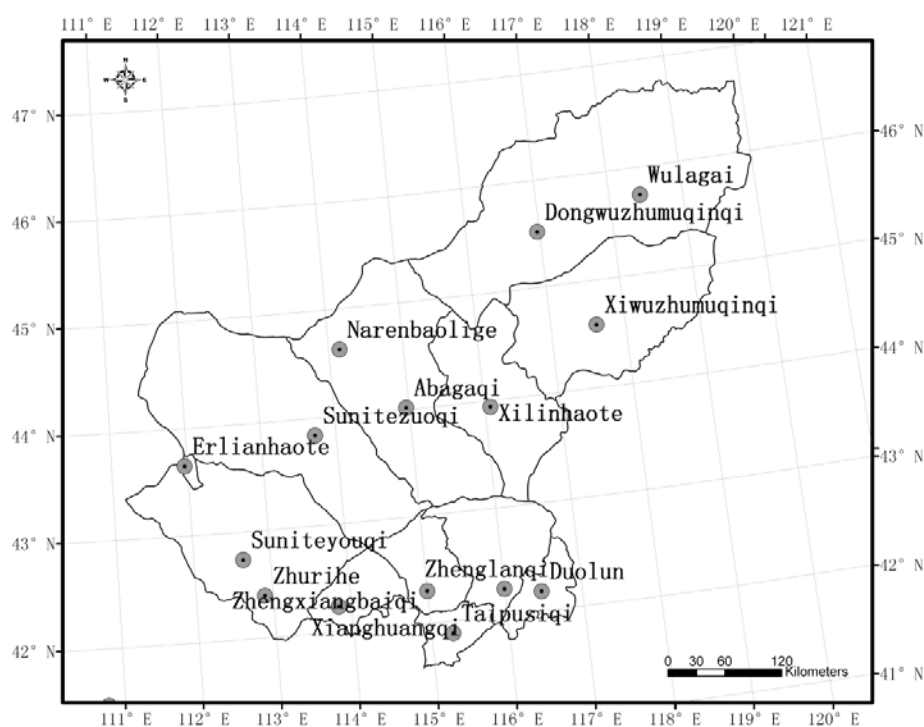 111° E 112° E 113° E 114° E 115° E 116° E 117° E 118° E 119° E 120° E 121° E
N
W E
S
47° N
46° N
Wulagai
Dongwuzhumuqinqi
46° N
45° N
Xiwuzhumuqinqi
45° N
Narenbaolige
44° N
Abagaqi
Sunitezuoqi
Xilinhaote
44° N
Erlianhaote
43° N
43° N
Suniteyouqi
Zhenglanqi
Duolun
42° N
Zhurihe
Zhengxiangbaiqi
Taipusiqi
Xianghuangqi
42° N
0 30 60 120
Kilometers
41° N
111° E 112° E 113° E 114° E 115° E 116° E 117° E 118° E 119° E 120° E